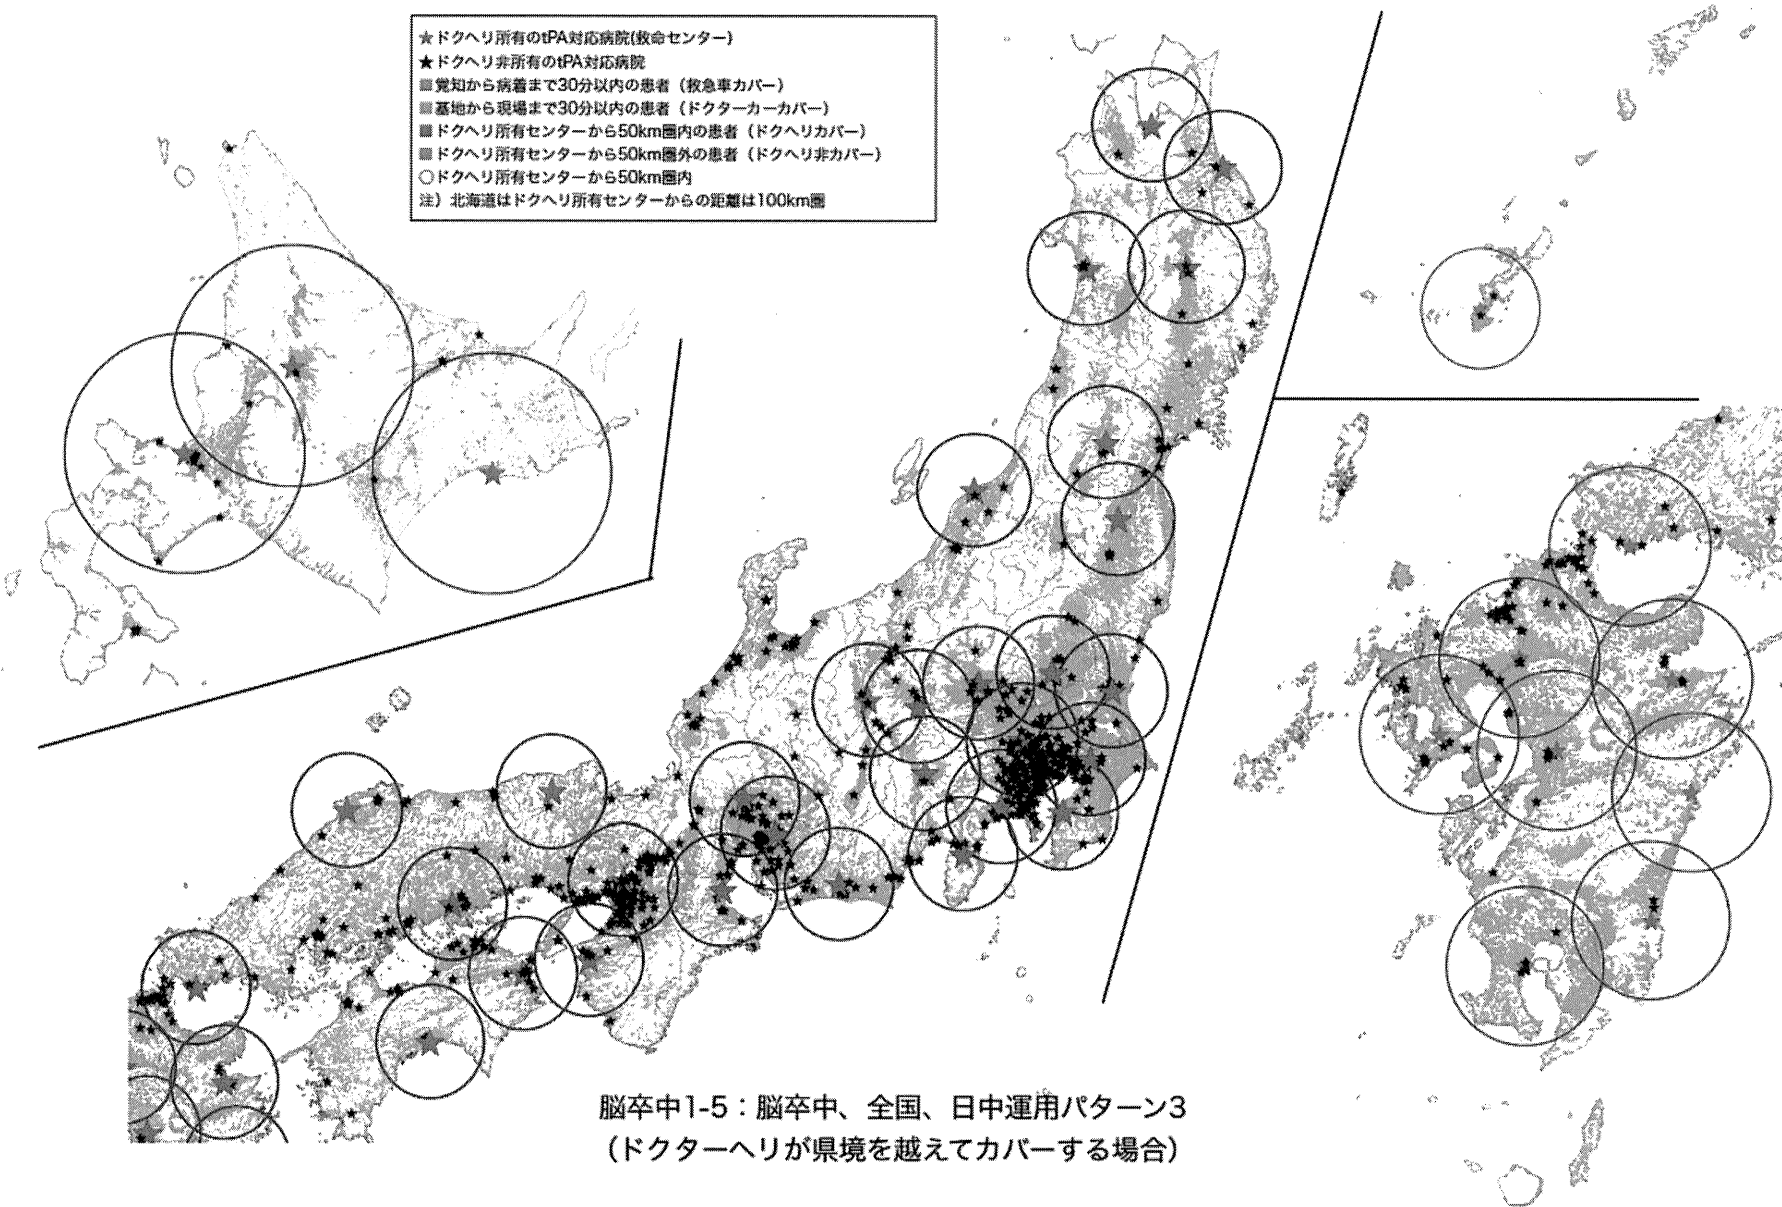 ★ドクヘリ所有のtPA対応病院(救命センター)
★ドクヘリ非所有のtPA対応病院
■覚知から病着まで30分以内の患者（救急車カバー）
■基地から現場まで30分以内の患者（ドクターカーカバー）
■ドクヘリ所有センターから50km圏内の患者（ドクヘリカバー）
■ドクヘリ所有センターから50km圏外の患者（ドクヘリ非カバー）
○ドクヘリ所有センターから50km圏内
注）北海道はドクヘリ所有センターからの距離は100km圏
脳卒中1-5：脳卒中、全国、日中運用パターン3
（ドクターヘリが県境を越えてカバーする場合）